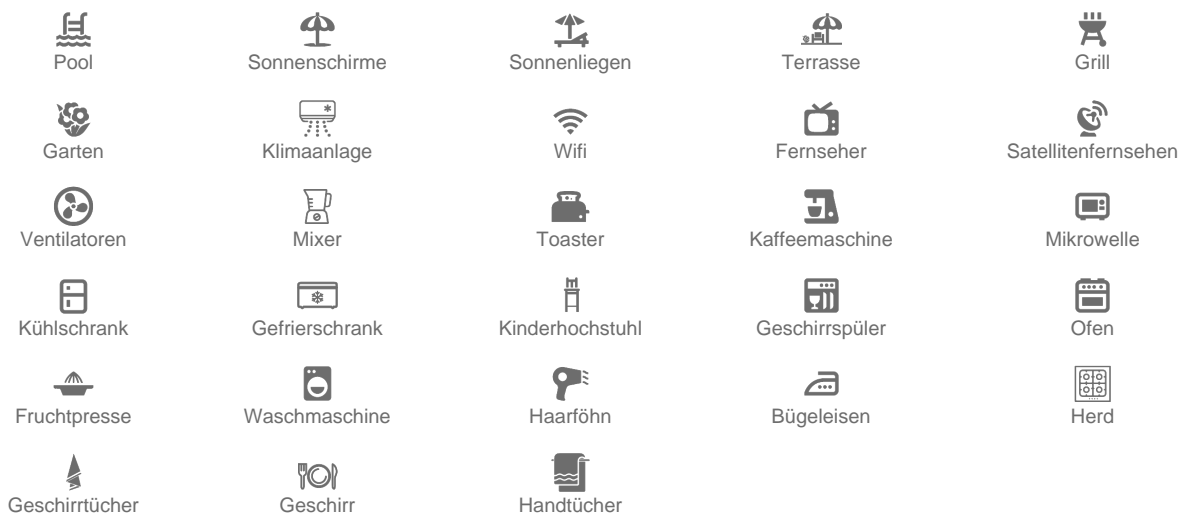 Pool
Sonnenschirme
Sonnenliegen
Terrasse
Grill
Garten
Klimaanlage
Wifi
Fernseher
Satellitenfernsehen
Ventilatoren
Mixer
Toaster
Kaffeemaschine
Mikrowelle
Kühlschrank
Gefrierschrank
Kinderhochstuhl
Geschirrspüler
Ofen
Fruchtpresse
Waschmaschine
Haarföhn
Bügeleisen
Herd
Geschirrtücher
Geschirr
Handtücher